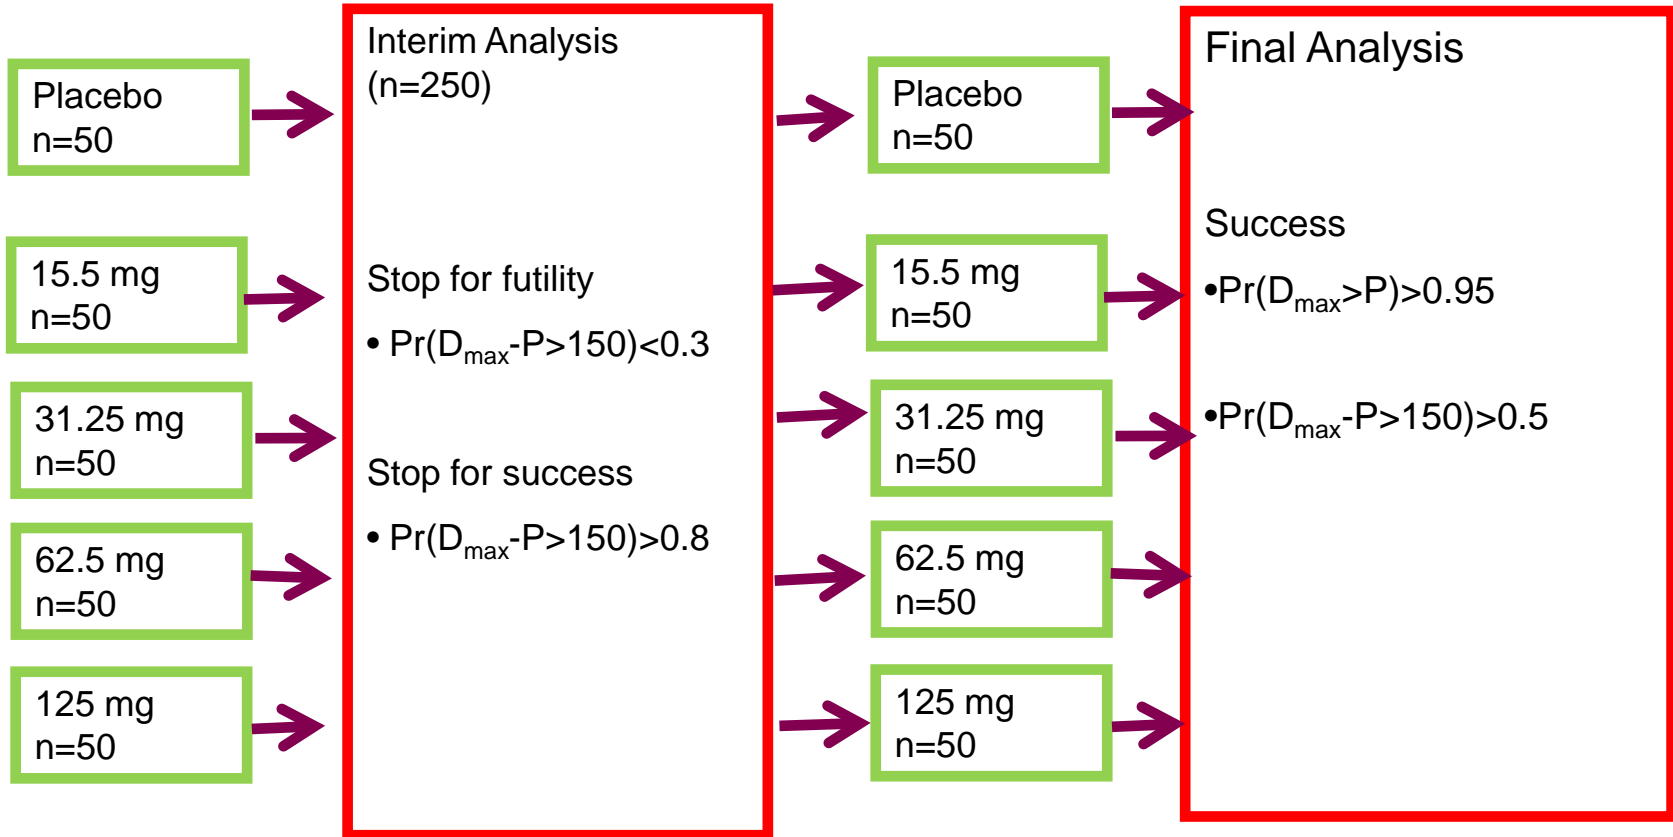 Placebo
n=50
15.5 mg
n=50
31.25 mg
n=50
62.5 mg
n=50
125 mg
n=50
Interim Analysis
(n=250)
Stop for futility
• Pr(Dmax-P>150)<0.3
Stop for success
• Pr(Dmax-P>150)>0.8
Placebo
n=50
15.5 mg
n=50
31.25 mg
n=50
62.5 mg
n=50
125 mg
n=50
Final Analysis
Success
•Pr(Dmax>P)>0.95
•Pr(Dmax-P>150)>0.5